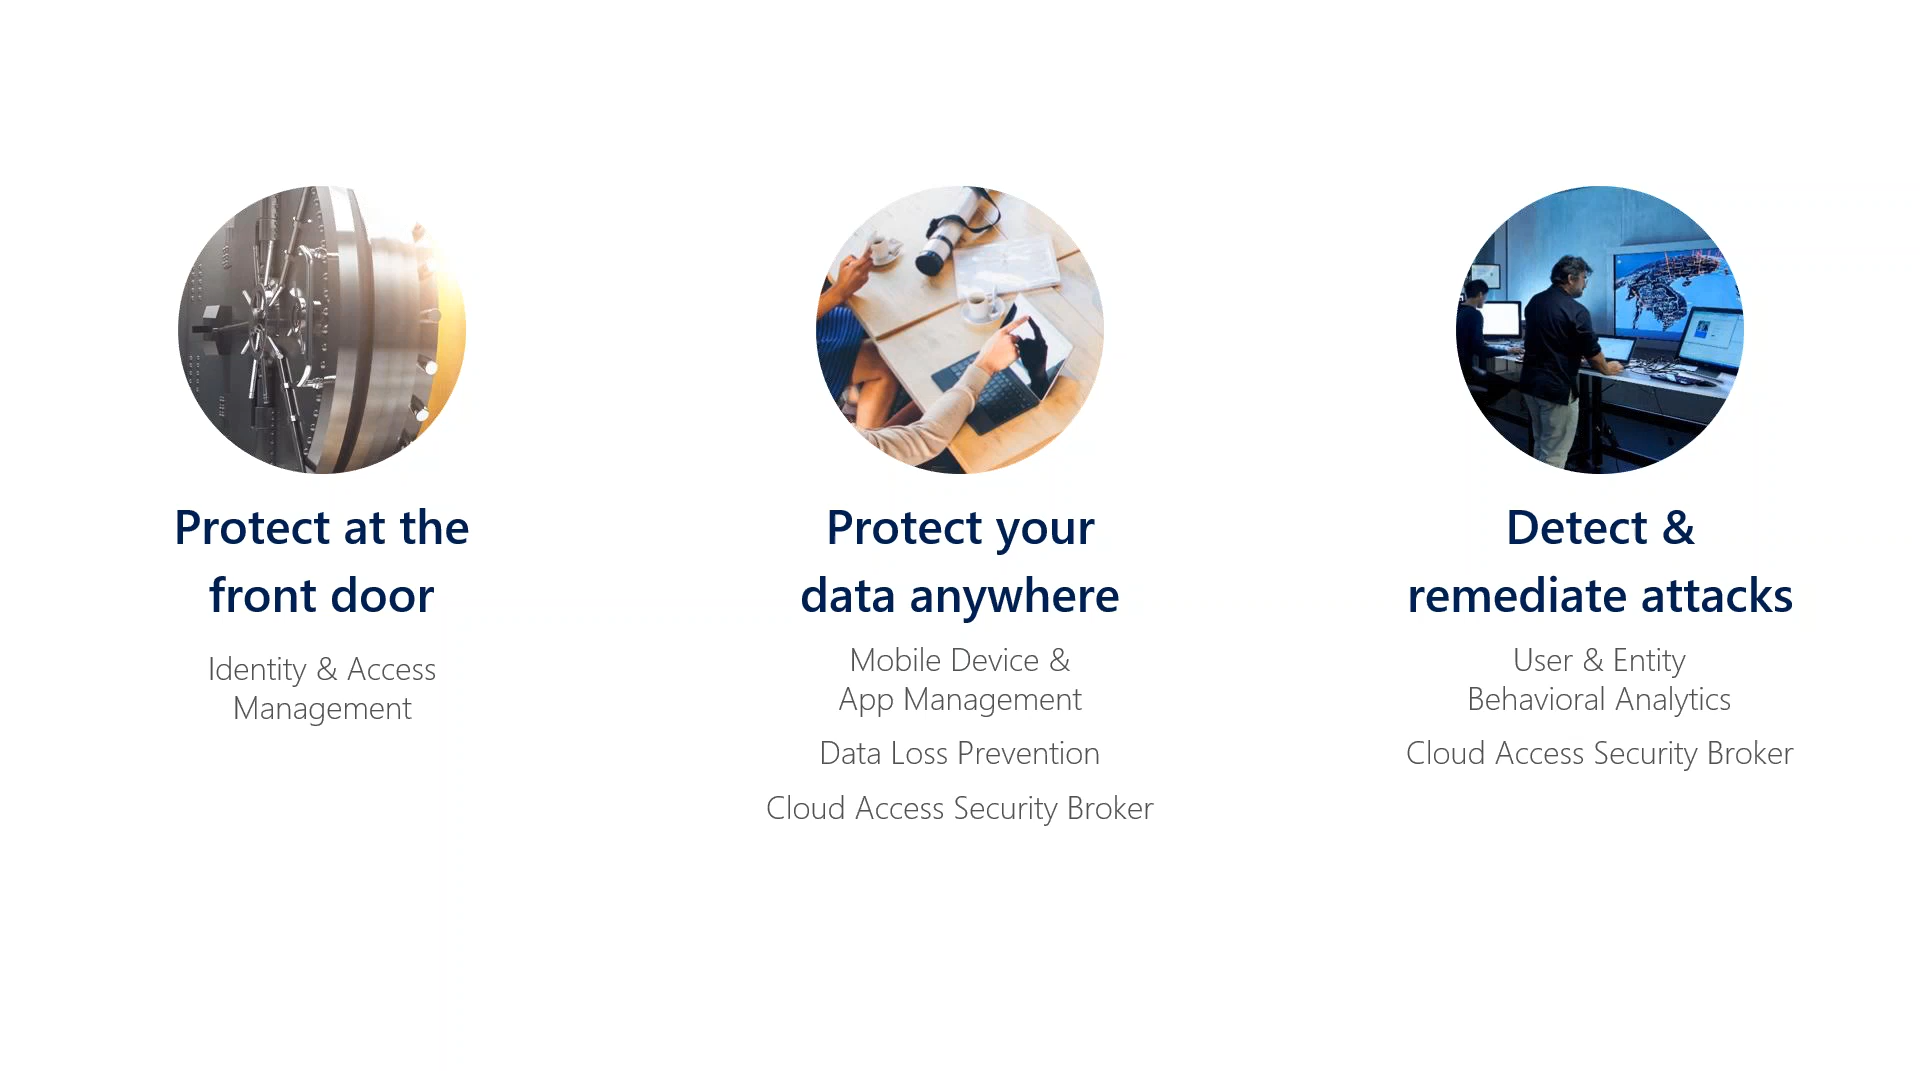 Protect at the
front door
Identity & Access
Management
Protect your
data anywhere
Mobile Device &
App Management
Data Loss Prevention
Cloud Access Security Broker
Detect &
remediate attacks
User & Entity
Behavioral Analytics
Cloud Access Security Broker